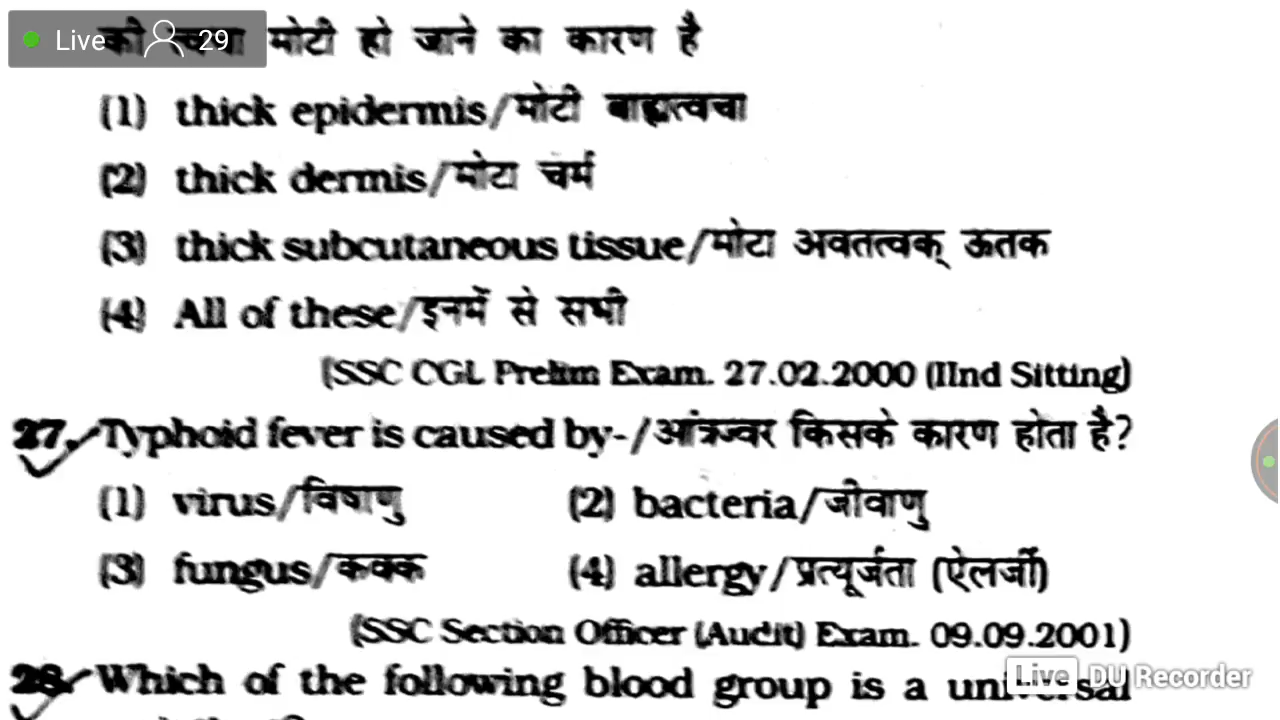 Live 29
की त्वचा मोटी हो जाने का कारण है
(1) thick epidermis/मोटी बाह्यत्वचा
(2) thick dermis/मोटा चर्म
(3) thick subcutaneous tissue/मोटा अवतत्वक् ऊतक
(4) All of these/इनमें से सभी
(SSC CGL Prelim Exam. 27.02.2000 (IInd Sitting)
27. Typhoid fever is caused by-/आंत्रज्वर किसके कारण होता है?
(1) virus/विषाणु (2) bacteria/जीवाणु
(3) fungus/कवक (4) allergy/प्रत्यूर्जता (ऐलर्जी)
(SSC Section Officer (Audit) Exam. 09.09.2001)
28. Which of the following blood group is a universal
Live DU Recorder